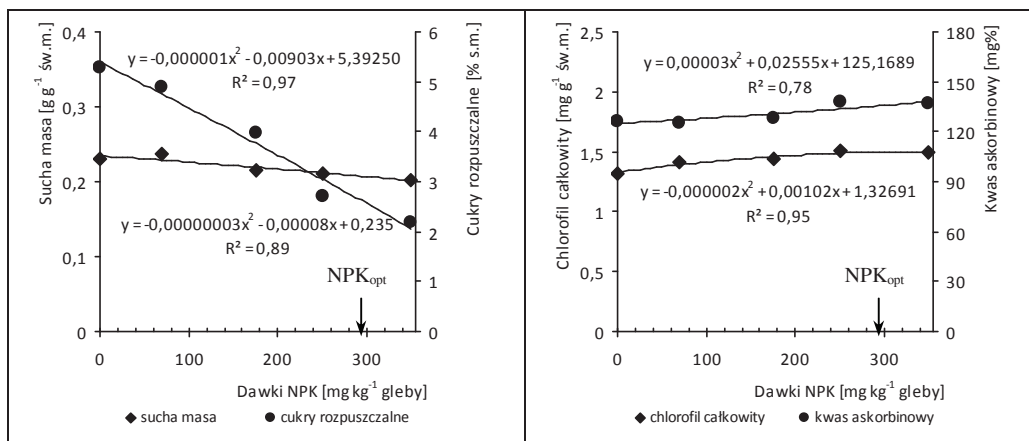 Sucha masa [g g⁻¹ św.m.]
0,4
0,3
0,2
0,1
0
y = -0,000001x² - 0,00903x + 5,39250
R² = 0,97
y = -0,00000003x² - 0,00008x + 0,235
R² = 0,89
NPKopt
6
5
4
3
2
1
0
Cukry rozpuszczalne [% s.m.]
0 100 200 300
Dawki NPK [mg kg⁻¹ gleby]
sucha masa cukry rozpuszczalne
Chlorofil całkowity [mg g⁻¹ św.m.]
2,5
2
1,5
1
0,5
0
y = 0,00003x² + 0,02555x + 125,1689
R² = 0,78
y = -0,000002x² + 0,00102x + 1,32691
R² = 0,95
NPKopt
180
150
120
90
60
30
0
Kwas askorbinowy [mg%]
0 100 200 300
Dawki NPK [mg kg⁻¹ gleby]
chlorofil całkowity kwas askorbinowy